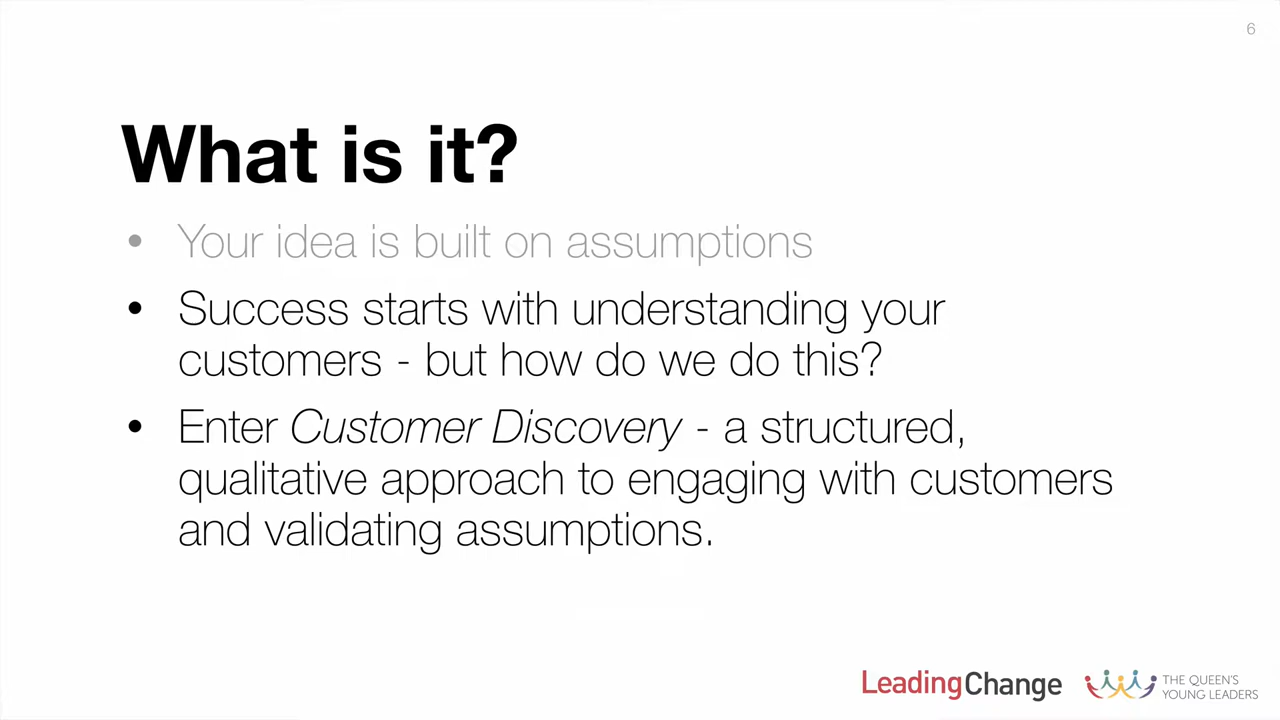 6
What is it?
• Your idea is built on assumptions
• Success starts with understanding your
customers - but how do we do this?
• Enter Customer Discovery - a structured,
qualitative approach to engaging with customers
and validating assumptions.
LeadingChange
THE QUEEN'S
YOUNG LEADERS